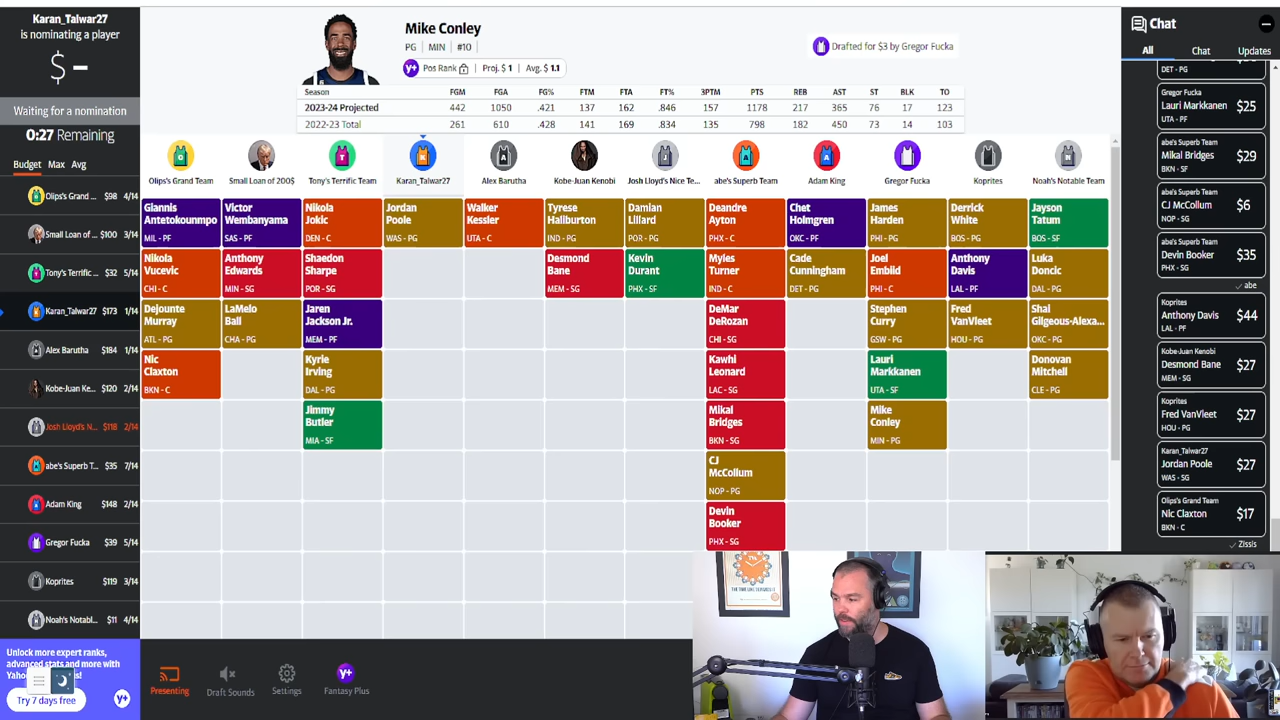 Karan_Talwar27
is nominating a player
$ –
Waiting for a nomination
0:27 Remaining
Budget Max Avg
Olips's Grand ... $98 4/14
Small Loan of ... $100 3/14
Tony's Terrific ... $32 5/14
Karan_Talwar27 $173 1/14
Alex Barutha $184 1/14
Kobe-Juan Ke... $120 2/14
Josh Lloyd's N... $118 2/14
abe's Superb T... $35 7/14
Adam King $148 2/14
Gregor Fucka $39 5/14
Koprites $119 3/14
Noah's Notabl... $11 4/14
Unlock more expert ranks,
advanced stats and more with
Try 7 days free
y+
Mike Conley
PG MIN #10
y+ Pos Rank Proj. $ 1 Avg. $ 1.1
Drafted for $3 by Gregor Fucka
Season FGM FGA FG% FTM FTA FT% 3PTM PTS REB AST ST BLK TO
2023-24 Projected 442 1050 .421 137 162 .846 157 1178 217 365 76 17 123
2022-23 Total 261 610 .428 141 169 .834 135 798 182 450 73 14 103
Olips's Grand Team Small Loan of 200$ Tony's Terrific Team Karan_Talwar27 Alex Barutha Kobe-Juan Kenobi Josh Lloyd's Nice Te... abe's Superb Team Adam King Gregor Fucka Koprites Noah's Notable Team
Giannis Victor Nikola Jordan Walker Tyrese Damian Deandre Chet James Derrick Jayson
Antetokounmpo Wembanyama Jokic Poole Kessler Haliburton Lillard Ayton Holmgren Harden White Tatum
MIL - PF SAS - PF DEN - C WAS - PG UTA - C IND - PG POR - PG PHX - C OKC - PF PHI - PG BOS - PG BOS - SF
Nikola Anthony Shaedon Desmond Kevin Myles Cade Joel Anthony Luka
Vucevic Edwards Sharpe Bane Durant Turner Cunningham Embiid Davis Doncic
CHI - C MIN - SG POR - SG MEM - SG PHX - SF IND - C DET - PG PHI - C LAL - PF DAL - PG
Dejounte LaMelo Jaren DeMar Stephen Fred Shai
Murray Ball Jackson Jr. DeRozan Curry VanVleet Gilgeous-Alexa...
ATL - PG CHA - PG MEM - PF CHI - SG GSW - PG HOU - PG OKC - PG
Nic Kyrie Kawhi Lauri Donovan
Claxton Irving Leonard Markkanen Mitchell
BKN - C DAL - PG LAC - SG UTA - SF CLE - PG
Jimmy Mikal Mike
Butler Bridges Conley
MIA - SF BKN - SG MIN - PG
CJ
McCollum
NOP - PG
Devin
Booker
PHX - SG
Presenting Draft Sounds Settings Fantasy Plus
Chat
All Chat Updates
DET - PG
Gregor Fucka
Lauri Markkanen $25
UTA - PF
abe's Superb Team
Mikal Bridges $29
BKN - SF
abe's Superb Team
CJ McCollum $6
NOP - SG
abe's Superb Team
Devin Booker $35
PHX - SG
abe
Koprites
Anthony Davis $44
LAL - PF
Kobe-Juan Kenobi
Desmond Bane $27
MEM - SG
Koprites
Fred VanVleet $27
HOU - PG
Karan_Talwar27
Jordan Poole $27
WAS - SG
Olips's Grand Team
Nic Claxton $17
BKN - C
Zissis